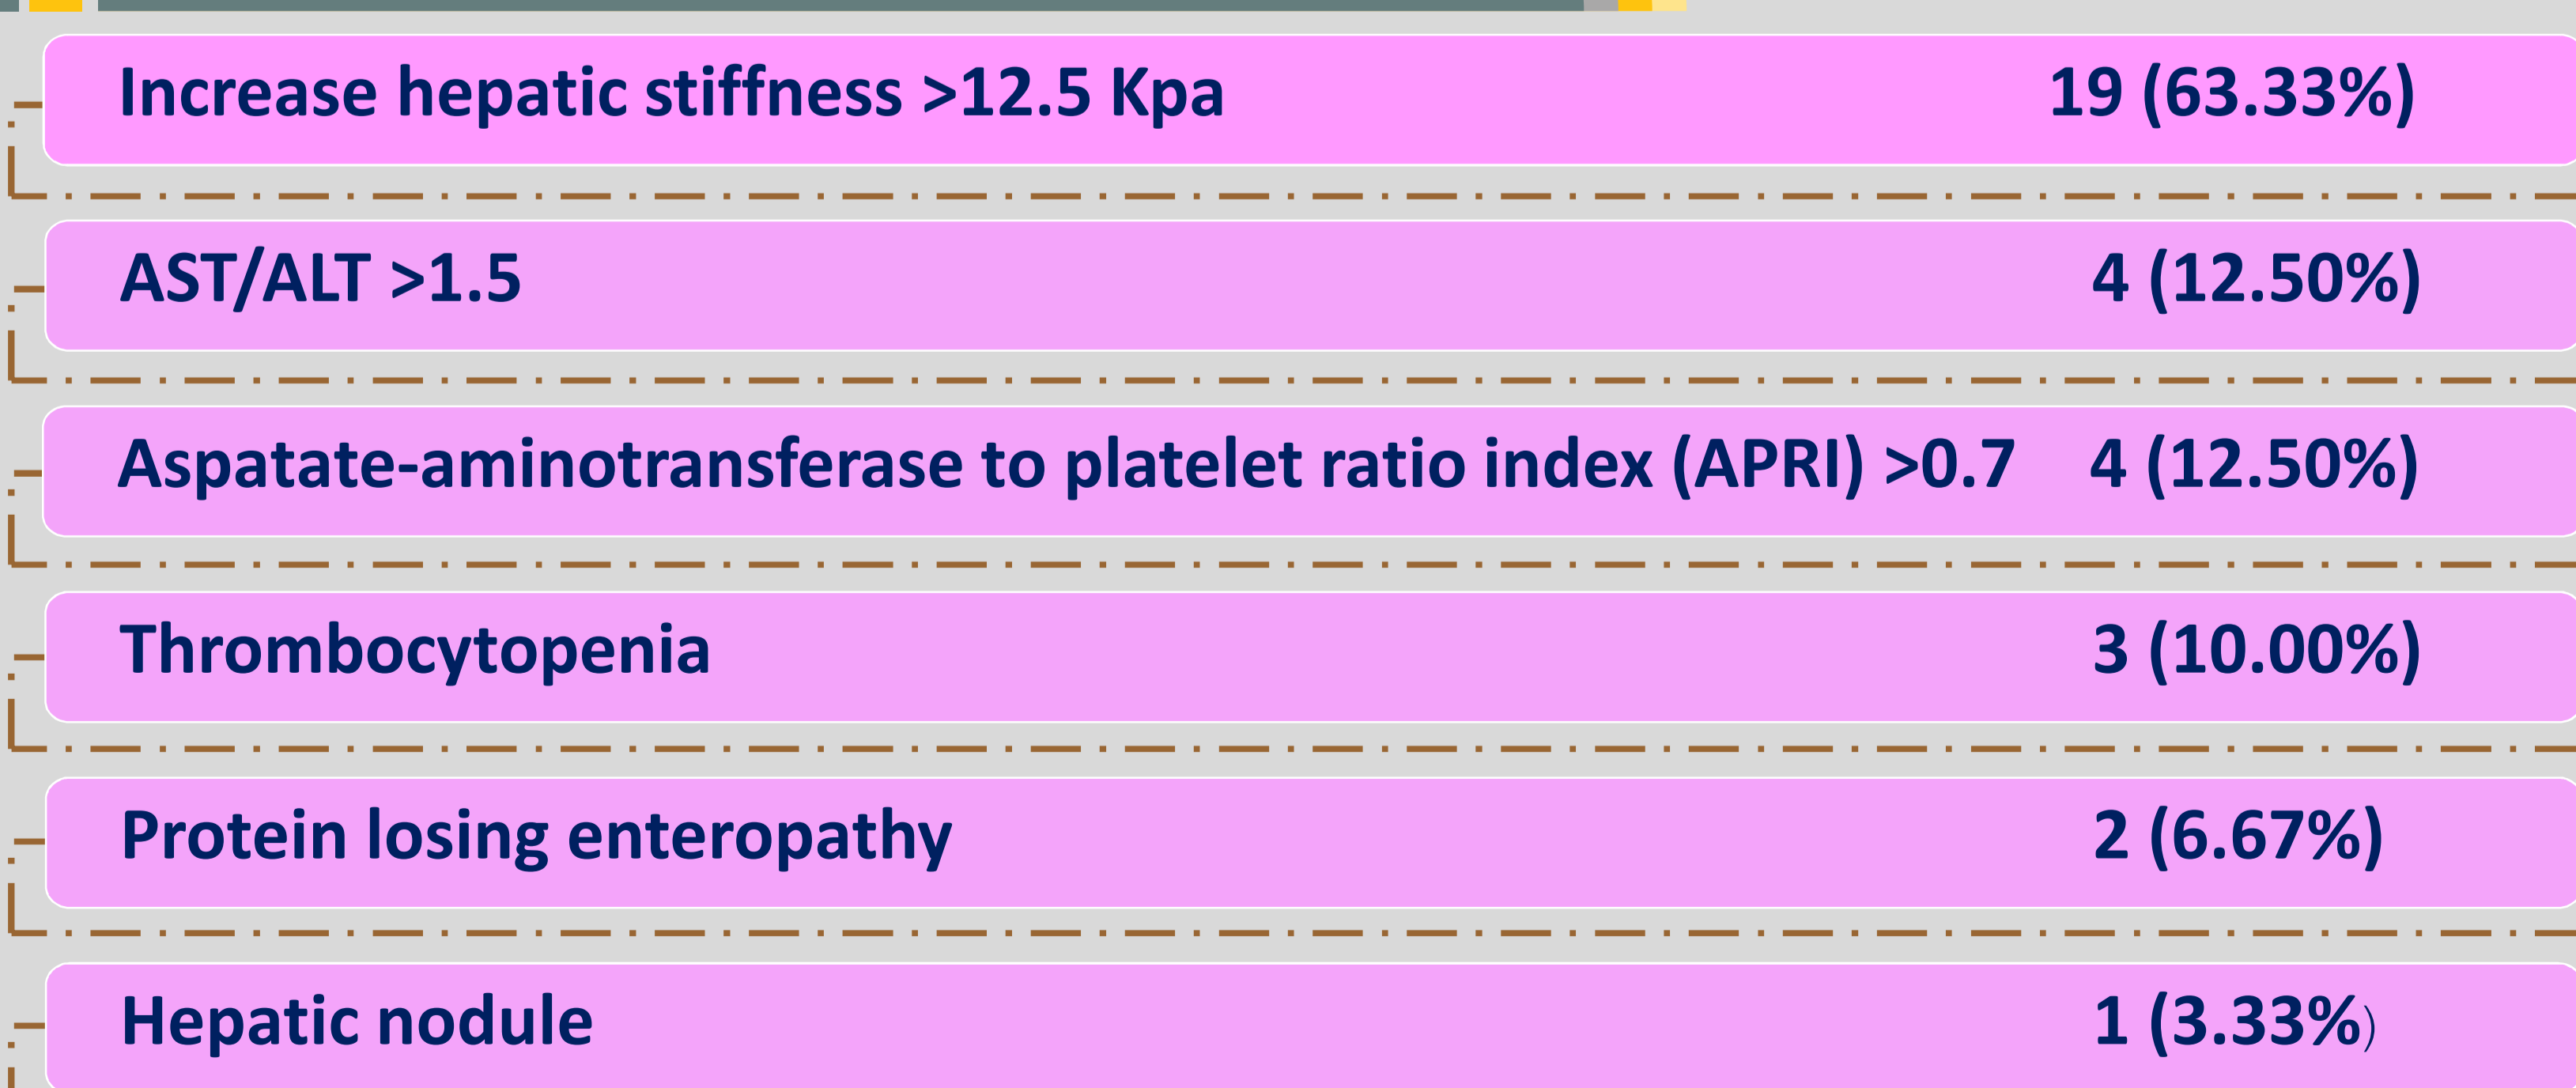 Increase hepatic stiffness >12.5 Kpa 19 (63.33%)
AST/ALT >1.5 4 (12.50%)
Aspatate-aminotransferase to platelet ratio index (APRI) >0.7 4 (12.50%)
Thrombocytopenia 3 (10.00%)
Protein losing enteropathy 2 (6.67%)
Hepatic nodule 1 (3.33%)